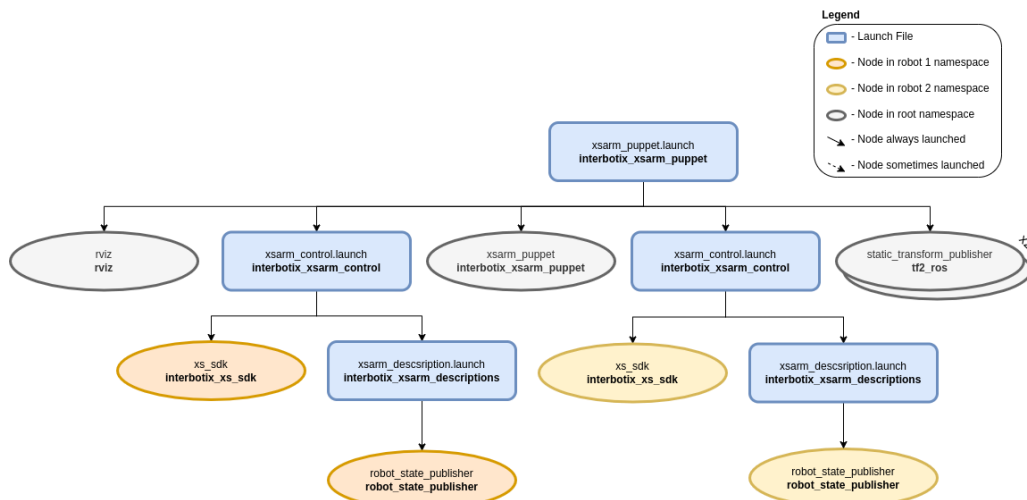 Legend
- Launch File
- Node in robot 1 namespace
- Node in robot 2 namespace
- Node in root namespace
- Node always launched
- Node sometimes launched
xsarm_puppet.launch
interbotix_xsarm_puppet
rviz
rviz
xsarm_control.launch
interbotix_xsarm_control
xsarm_puppet
interbotix_xsarm_puppet
xsarm_control.launch
interbotix_xsarm_control
static_transform_publisher
tf2_ros
xs_sdk
interbotix_xs_sdk
xsarm_descsription.launch
interbotix_xsarm_descriptions
xs_sdk
interbotix_xs_sdk
xsarm_descsription.launch
interbotix_xsarm_descriptions
robot_state_publisher
robot_state_publisher
robot_state_publisher
robot_state_publisher